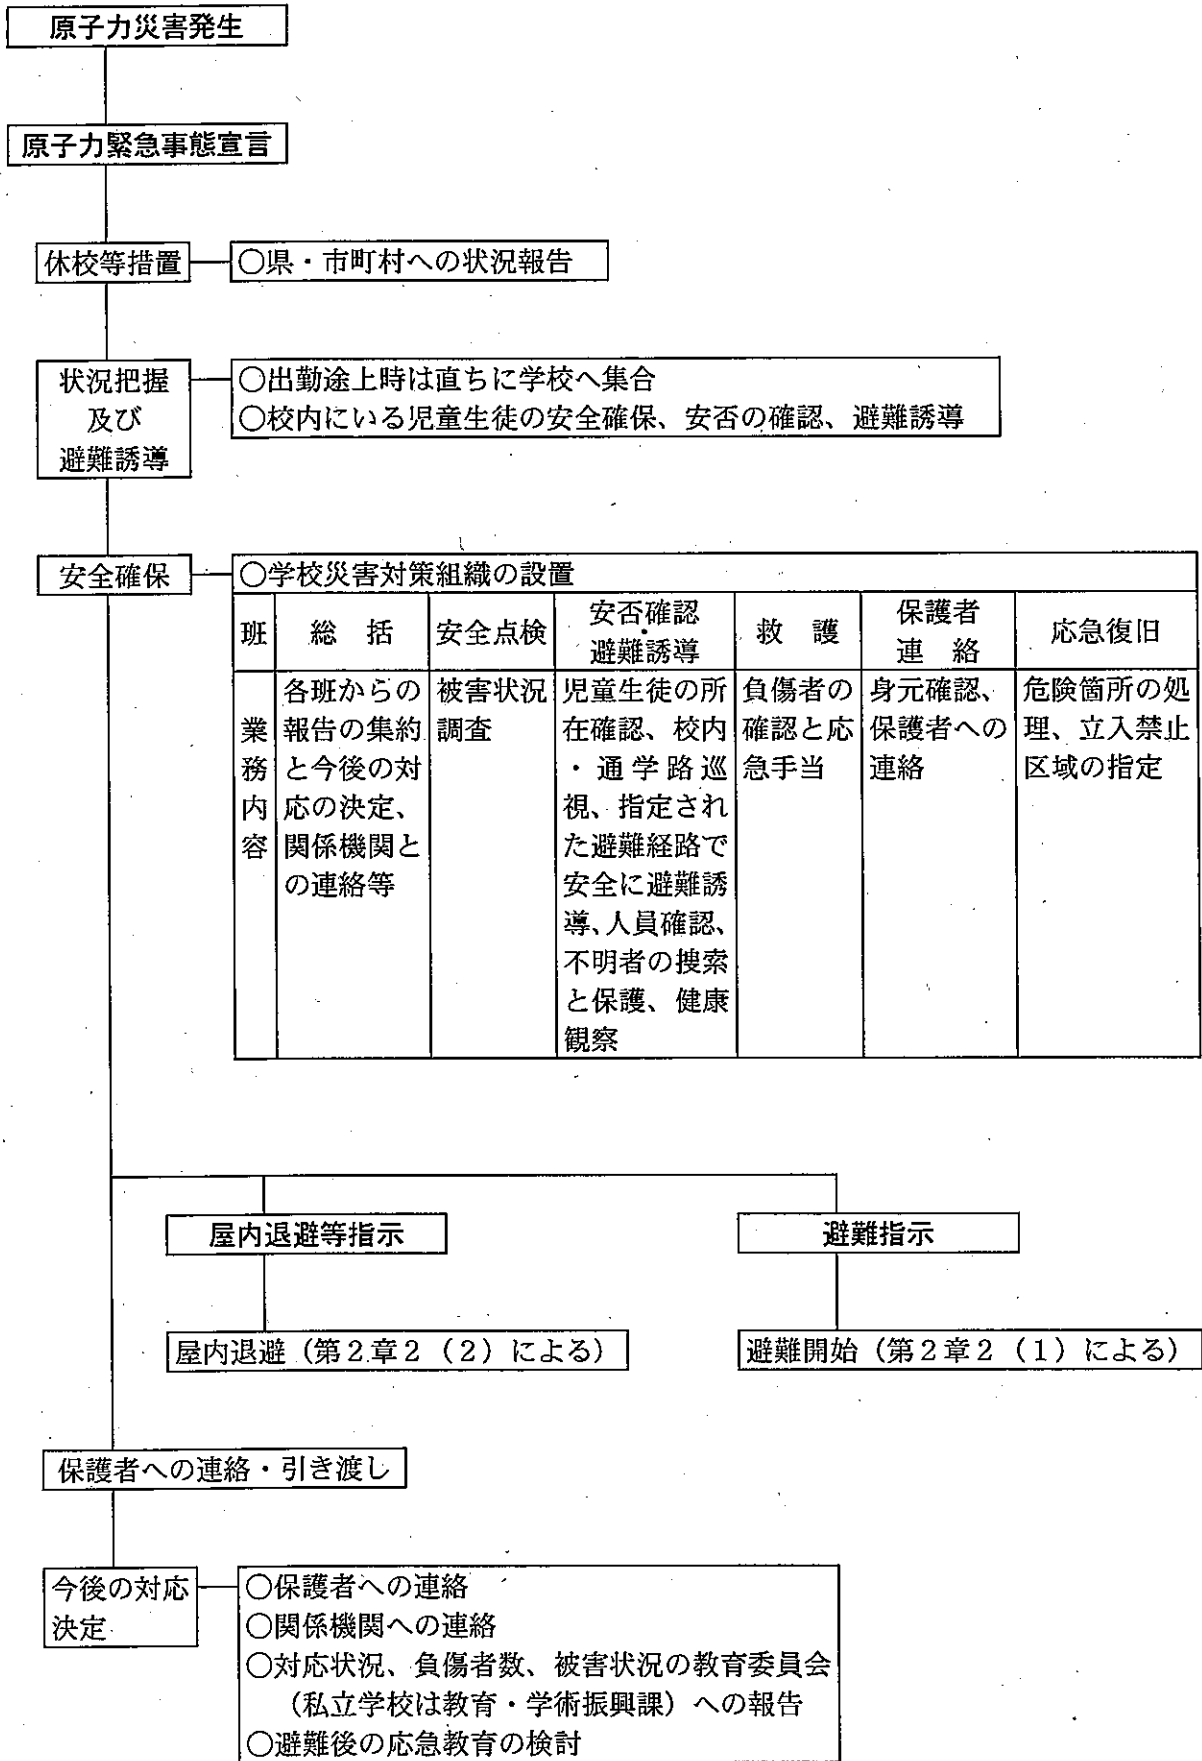 原子力災害発生
原子力緊急事態宣言
休校等措置
○県・市町村への状況報告
状況把握
及び
避難誘導
○出勤途上時は直ちに学校へ集合
○校内にいる児童生徒の安全確保、安否の確認、避難誘導
安全確保
○学校災害対策組織の設置
班
総　括
安全点検
安否確認
・
避難誘導
救　護
保護者
連　絡
応急復旧
業
務
内
容
各班からの
報告の集約
と今後の対
応の決定、
関係機関と
の連絡等
被害状況
調査
児童生徒の所
在確認、校内
・通学路巡
視、指定され
た避難経路で
安全に避難誘
導、人員確認、
不明者の捜索
と保護、健康
観察
負傷者の
確認と応
急手当
身元確認、
保護者への
連絡
危険箇所の処
理、立入禁止
区域の指定
屋内退避等指示
避難指示
屋内退避（第２章２（２）による）
避難開始（第２章２（１）による）
保護者への連絡・引き渡し
今後の対応
決定
○保護者への連絡
○関係機関への連絡
○対応状況、負傷者数、被害状況の教育委員会
（私立学校は教育・学術振興課）への報告
○避難後の応急教育の検討